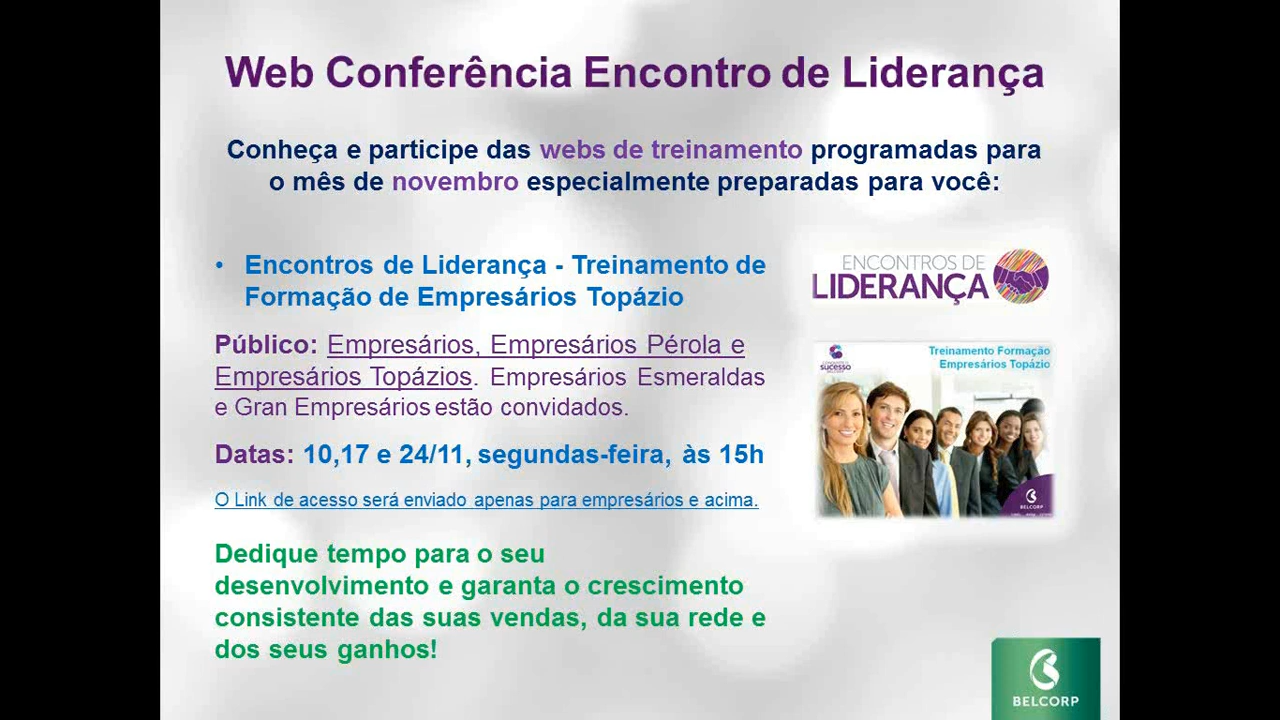 Web Conferência Encontro de Liderança
Conheça e participe das webs de treinamento programadas para
o mês de novembro especialmente preparadas para você:
• Encontros de Liderança - Treinamento de
Formação de Empresários Topázio
ENCONTROS DE
LIDERANÇA
Público: Empresários, Empresários Pérola e
Empresários Topázios. Empresários Esmeraldas
e Gran Empresários estão convidados.
Treinamento Formação
Empresários Topázio
sucesso
Datas: 10,17 e 24/11, segundas-feira, às 15h
O Link de acesso será enviado apenas para empresários e acima.
BELCORP
Dedique tempo para o seu
desenvolvimento e garanta o crescimento
consistente das suas vendas, da sua rede e
dos seus ganhos!
BELCORP